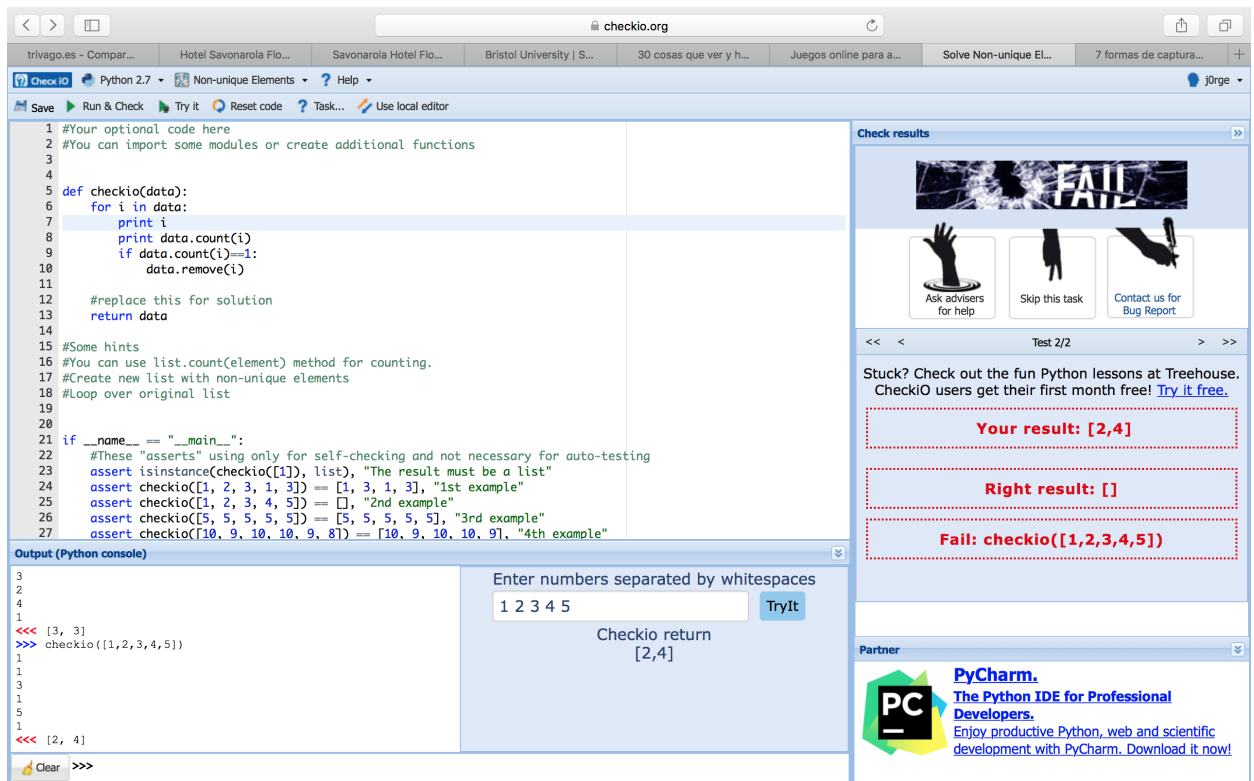 checkio.org
trivago.es - Compar...
Hotel Savonarola Flo...
Savonarola Hotel Flo...
Bristol University | S...
30 cosas que ver y h...
Juegos online para a...
Solve Non-unique El...
7 formas de captura...
Check iO
Python 2.7
Non-unique Elements
? Help
j0rge
Save
Run & Check
Try it
Reset code
? Task...
Use local editor
1 #Your optional code here
2 #You can import some modules or create additional functions
3
4
5 def checkio(data):
6     for i in data:
7         print i
8         print data.count(i)
9         if data.count(i)==1:
10             data.remove(i)
11
12     #replace this for solution
13     return data
14
15 #Some hints
16 #You can use list.count(element) method for counting.
17 #Create new list with non-unique elements
18 #Loop over original list
19
20
21 if __name__ == "__main__":
22     #These "asserts" using only for self-checking and not necessary for auto-testing
23     assert isinstance(checkio([1]), list), "The result must be a list"
24     assert checkio([1, 2, 3, 1, 3]) == [1, 3, 1, 3], "1st example"
25     assert checkio([1, 2, 3, 4, 5]) == [], "2nd example"
26     assert checkio([5, 5, 5, 5, 5]) == [5, 5, 5, 5, 5], "3rd example"
27     assert checkio([10, 9, 10, 10, 9, 8]) == [10, 9, 10, 10, 9], "4th example"
Output (Python console)
3
2
4
1
<<< [3, 3]
>>> checkio([1,2,3,4,5])
1
1
3
1
5
1
<<< [2, 4]
Clear
>>>
Enter numbers separated by whitespaces
1 2 3 4 5
TryIt
Checkio return
[2,4]
Check results
FAIL
Ask advisers
for help
Skip this task
Contact us for
Bug Report
<< < Test 2/2 > >>
Stuck? Check out the fun Python lessons at Treehouse.
CheckiO users get their first month free! Try it free.
Your result: [2,4]
Right result: []
Fail: checkio([1,2,3,4,5])
Partner
PC
PyCharm.
The Python IDE for Professional
Developers.
Enjoy productive Python, web and scientific
development with PyCharm. Download it now!